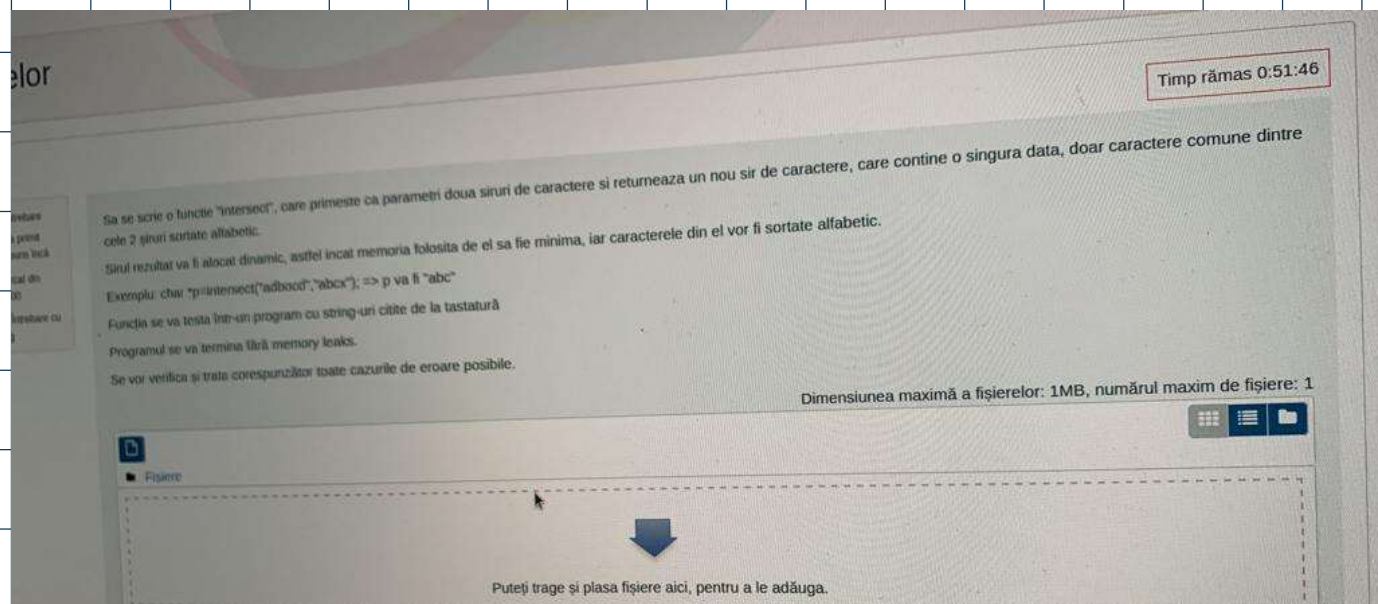 elor
Timp rămas 0:51:46
Sa se scrie o functie "intersect", care primeste ca parametri doua siruri de caractere si returneaza un nou sir de caractere, care contine o singura data, doar caractere comune dintre
cele 2 șiruri sortate alfabetic.
Sirul rezultat va fi alocat dinamic, astfel incat memoria folosita de el sa fie minima, iar caracterele din el vor fi sortate alfabetic.
Exemplu: char *p=intersect("adbocd","abcx"); => p va fi "abc"
Funcția se va testa într-un program cu string-uri citite de la tastatură
Programul se va termina fără memory leaks.
Se vor verifica și trata corespunzător toate cazurile de eroare posibile.
Dimensiunea maximă a fișierelor: 1MB, numărul maxim de fișiere: 1
Fișiere
Puteți trage și plasa fișiere aici, pentru a le adăuga.